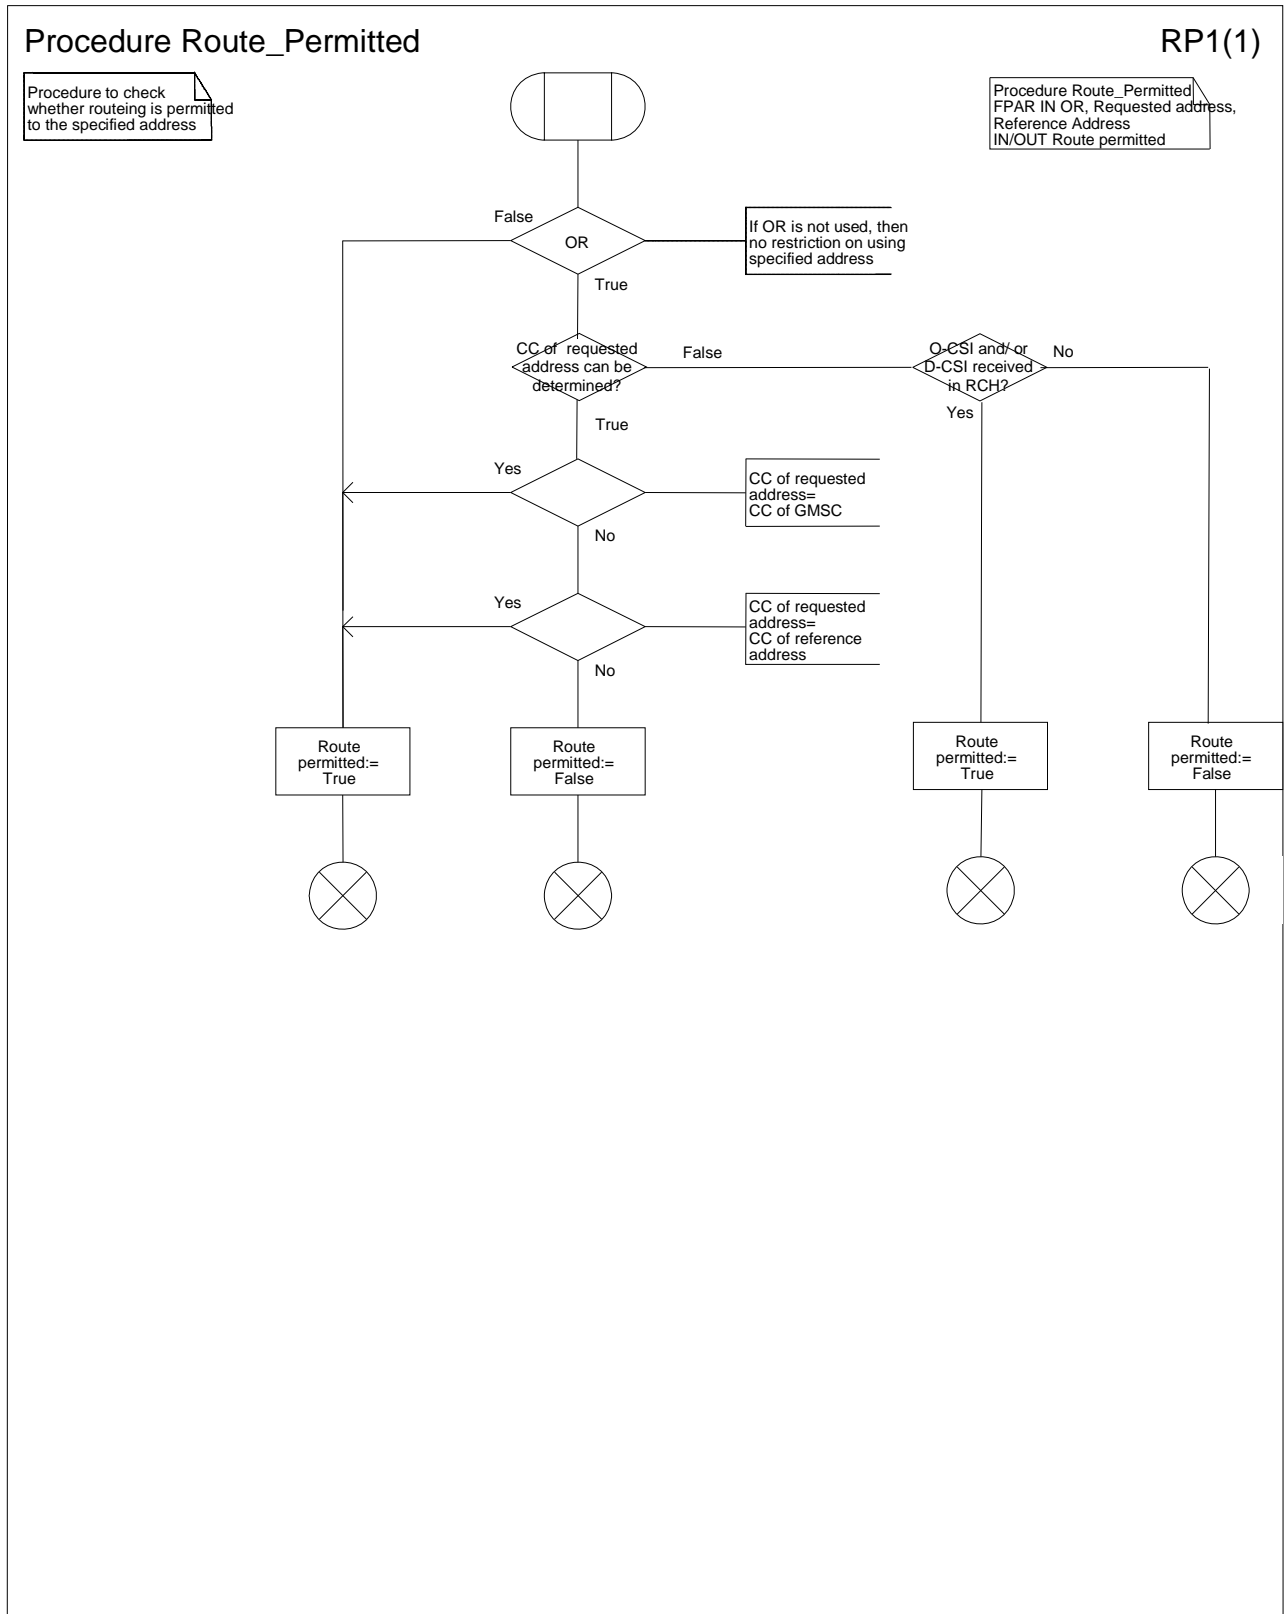 Procedure Route_Permitted
RP1(1)
Procedure to check
whether routeing is permitted
to the specified address
Procedure Route_Permitted
FPAR IN OR, Requested address,
Reference Address
IN/OUT Route permitted
False
OR
If OR is not used, then
no restriction on using
specified address
True
CC of requested
address can be
determined?
False
O-CSI and/ or
D-CSI received
in RCH?
No
Yes
True
Yes
CC of requested
address=
CC of GMSC
No
Yes
CC of requested
address=
CC of reference
address
No
Route
permitted:=
True
Route
permitted:=
False
Route
permitted:=
True
Route
permitted:=
False